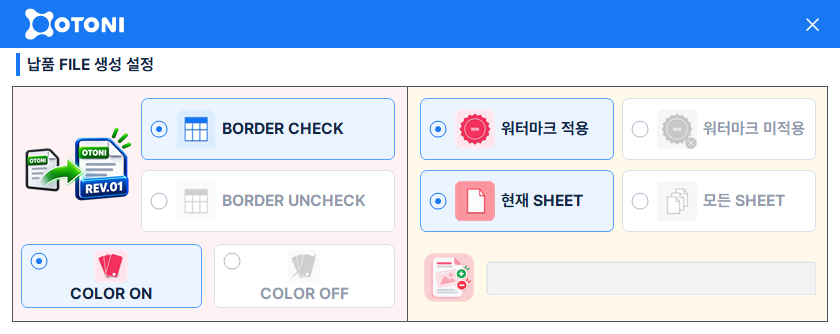 OTONI
납품 FILE 생성 설정
OTONI
OTONI
REV.01
BORDER CHECK
BORDER UNCHECK
COLOR ON
COLOR OFF
WM
워터마크 적용
WM
워터마크 미적용
현재 SHEET
모든 SHEET